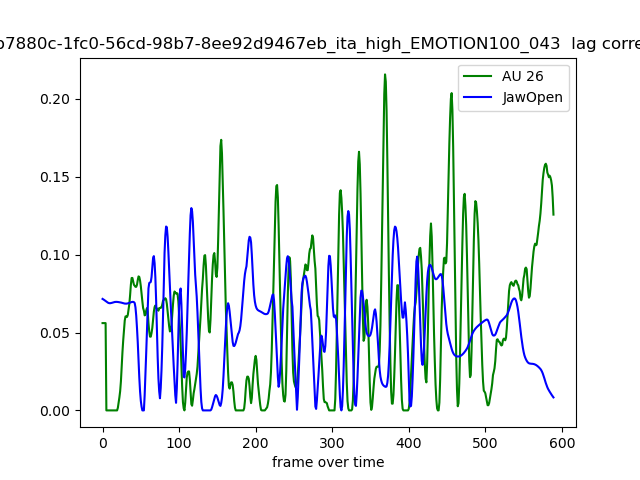 b7880c-1fc0-56cd-98b7-8ee92d9467eb_ita_high_EMOTION100_043 lag corre
AU 26
JawOpen
0.20
0.15
0.10
0.05
0.00
0 100 200 300 400 500 600
frame over time